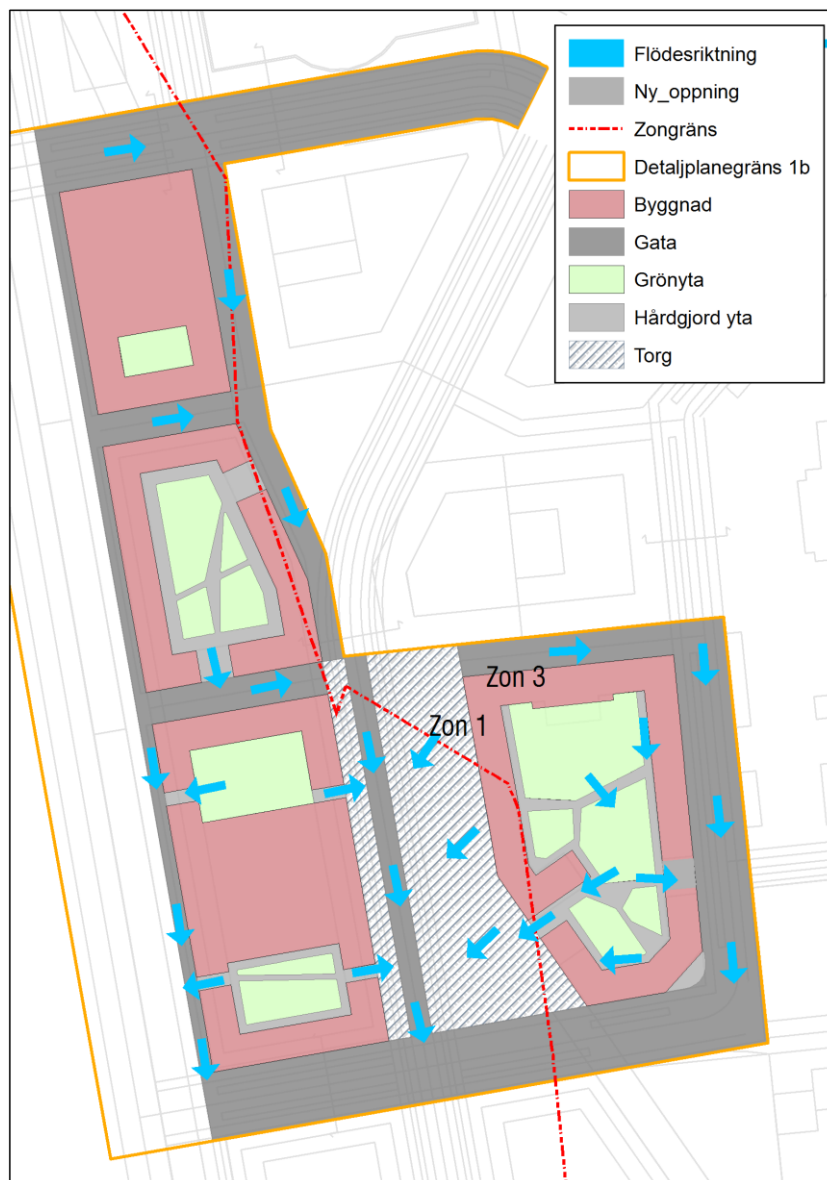 Flödesriktning
Ny_oppning
Zongräns
Detaljplanegräns 1b
Byggnad
Gata
Grönyta
Hårdgjord yta
Torg
Zon 3
Zon 1